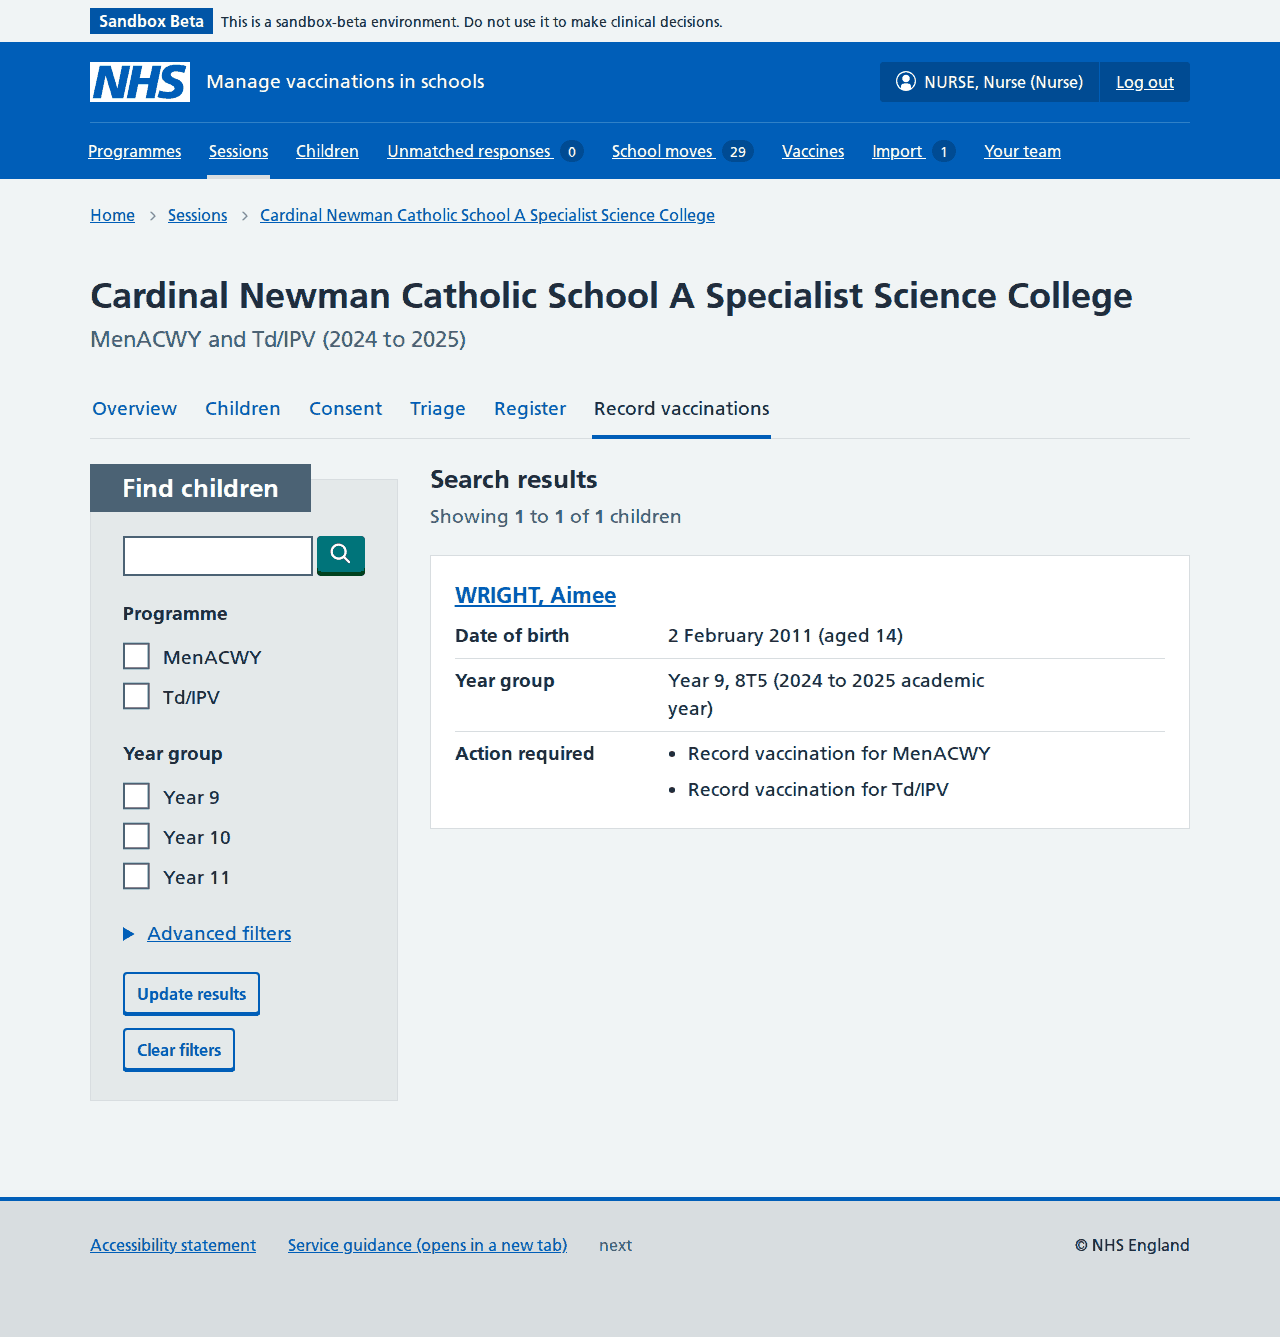 Sandbox Beta This is a sandbox-beta environment. Do not use it to make clinical decisions.
NHS Manage vaccinations in schools NURSE, Nurse (Nurse) Log out
Programmes Sessions Children Unmatched responses 0 School moves 29 Vaccines Import 1 Your team
Home Sessions Cardinal Newman Catholic School A Specialist Science College
Cardinal Newman Catholic School A Specialist Science College
MenACWY and Td/IPV (2024 to 2025)
Overview Children Consent Triage Register Record vaccinations
Find children
Programme
MenACWY
Td/IPV
Year group
Year 9
Year 10
Year 11
Advanced filters
Update results
Clear filters
Search results
Showing 1 to 1 of 1 children
WRIGHT, Aimee
Date of birth 2 February 2011 (aged 14)
Year group Year 9, 8T5 (2024 to 2025 academic
year)
Action required • Record vaccination for MenACWY
• Record vaccination for Td/IPV
Accessibility statement Service guidance (opens in a new tab) next © NHS England